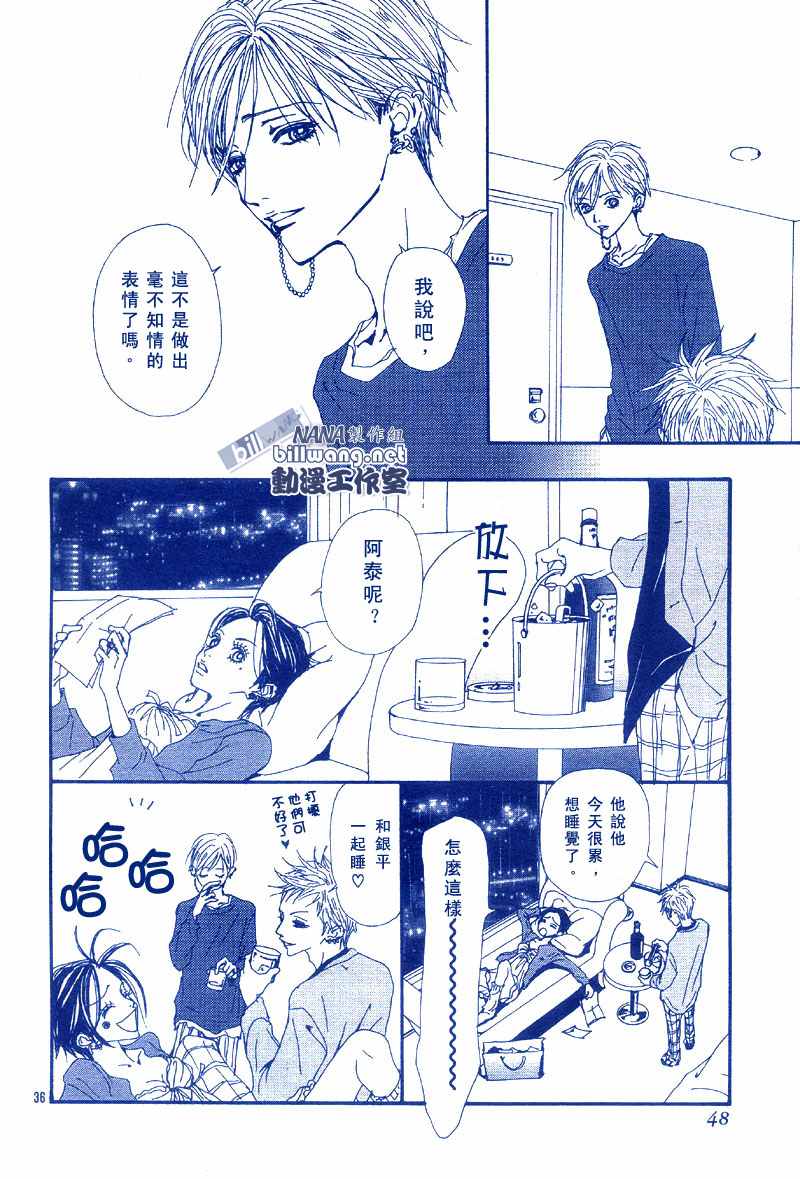 我說吧，
這不是做出
毫不知情的
表情了嗎。
bill wang
NANA製作組
billwang.net
動漫工作室
放下…
阿泰呢？
他說他
今天很累，
想睡覺了。
怎麼這樣
和銀平
一起睡♡
打擾
他們可
不好了♥
哈哈哈
36
48